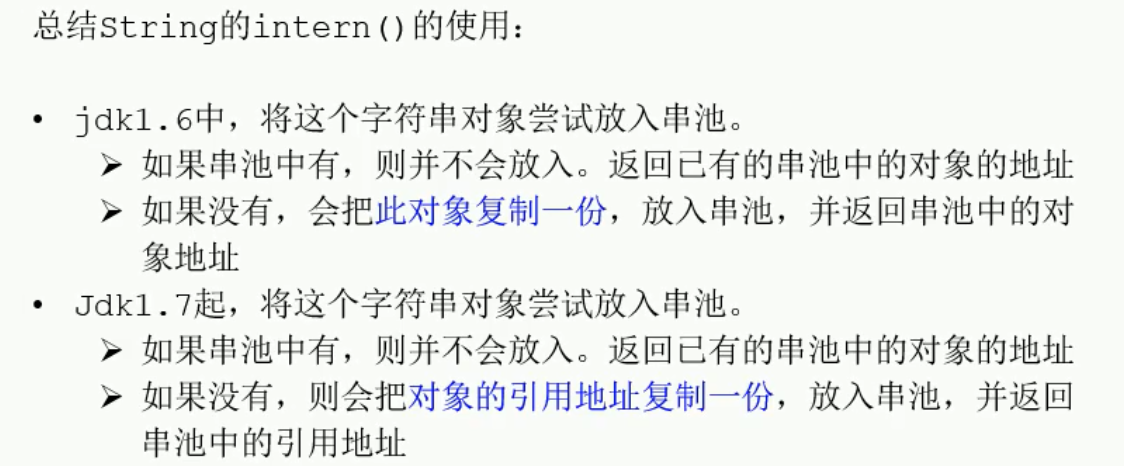 总结String的intern()的使用：
• jdk1.6中，将这个字符串对象尝试放入串池。
➢ 如果串池中有，则并不会放入。返回已有的串池中的对象的地址
➢ 如果没有，会把此对象复制一份，放入串池，并返回串池中的对
象地址
• Jdk1.7起，将这个字符串对象尝试放入串池。
➢ 如果串池中有，则并不会放入。返回已有的串池中的对象的地址
➢ 如果没有，则会把对象的引用地址复制一份，放入串池，并返回
串池中的引用地址